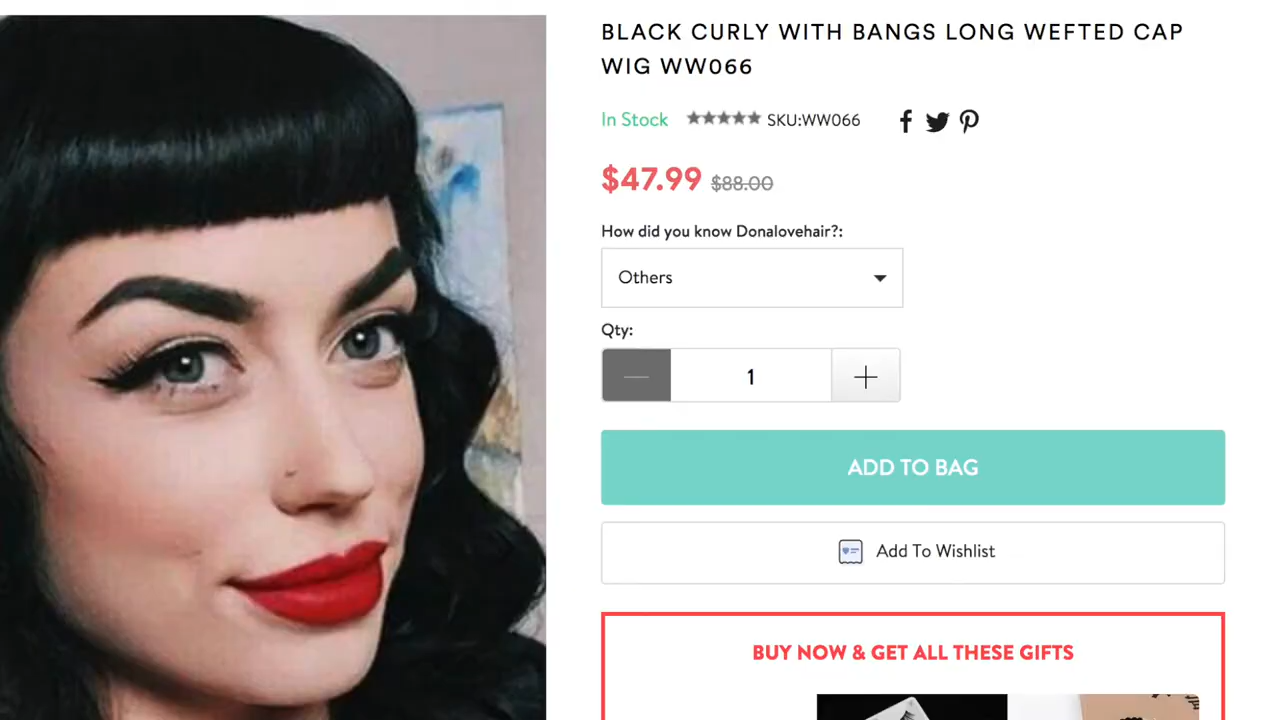 BLACK CURLY WITH BANGS LONG WEFTED CAP
WIG WW066
In Stock SKU:WW066
$47.99 $88.00
How did you know Donalovehair?:
Others
Qty:
1
ADD TO BAG
Add To Wishlist
BUY NOW & GET ALL THESE GIFTS